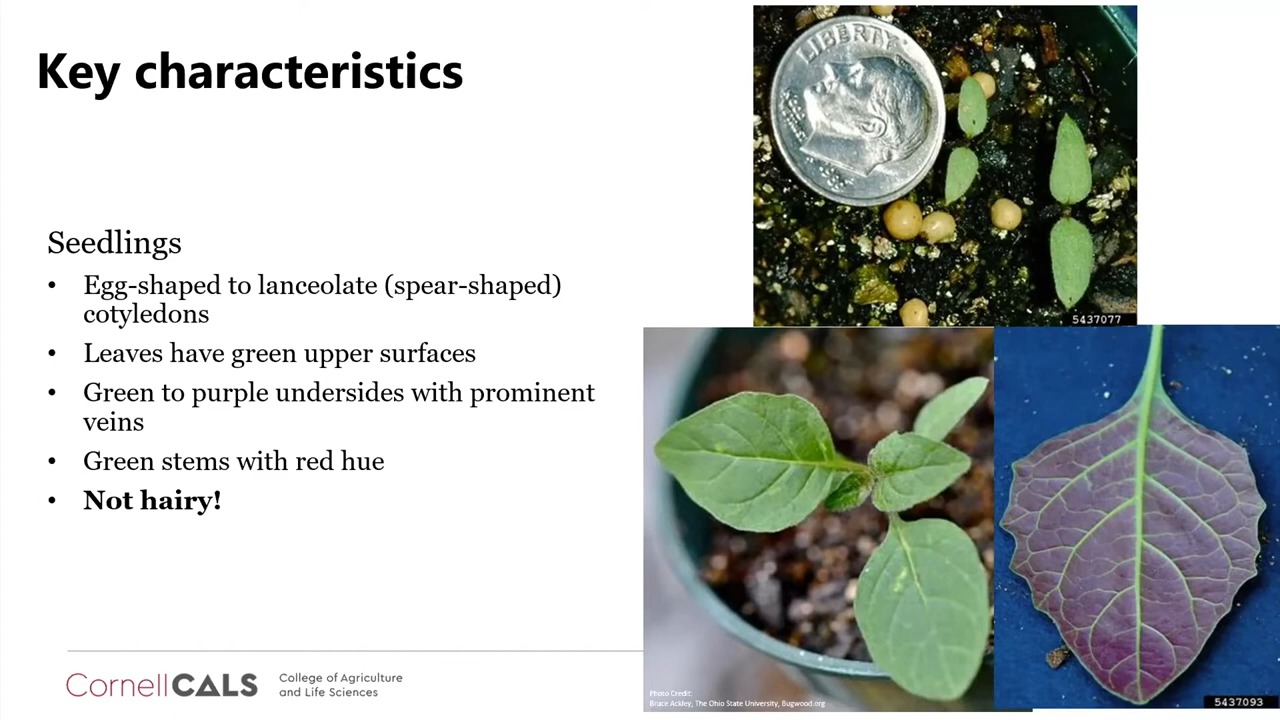 Key characteristics
Seedlings
• Egg-shaped to lanceolate (spear-shaped)
cotyledons
• Leaves have green upper surfaces
• Green to purple undersides with prominent
veins
• Green stems with red hue
• Not hairy!
CornellCALS
College of Agriculture
and Life Sciences
LIBERTY
5437077
Photo Credit:
Bruce Ackley, The Ohio State University, Bugwood.org
5437093